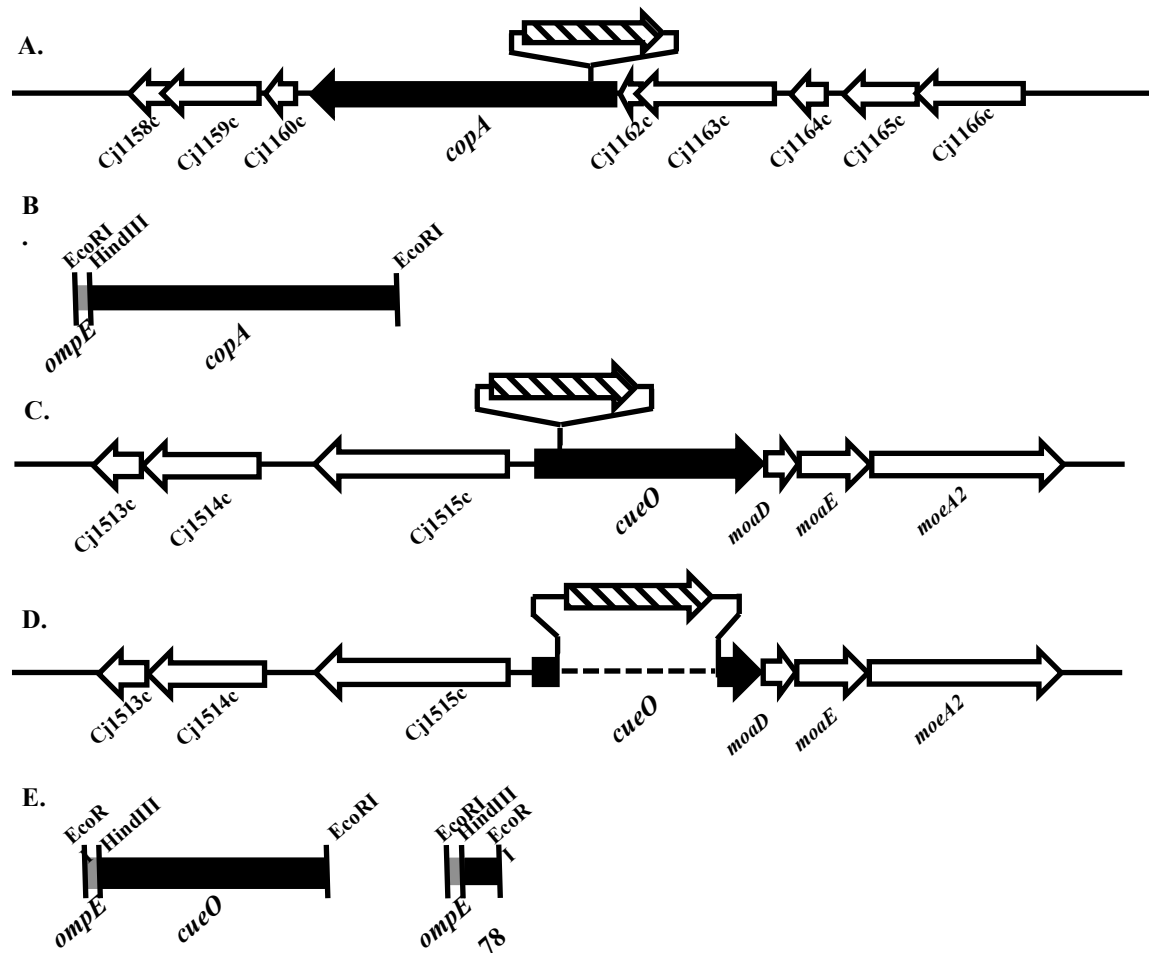 A.
Cj1158c
Cj1159c
Cj1160c
copA
Cj1162c
Cj1163c
Cj1164c
Cj1165c
Cj1166c
B
.
EcoRI
HindIII
EcoRI
ompE
copA
C.
Cj1513c
Cj1514c
Cj1515c
cueO
moaD
moaE
moeA2
D.
Cj1513c
Cj1514c
Cj1515c
cueO
moaD
moaE
moeA2
E.
EcoR
I
HindIII
EcoRI
EcoRI
HindIII
EcoR
I
ompE
cueO
ompE
78